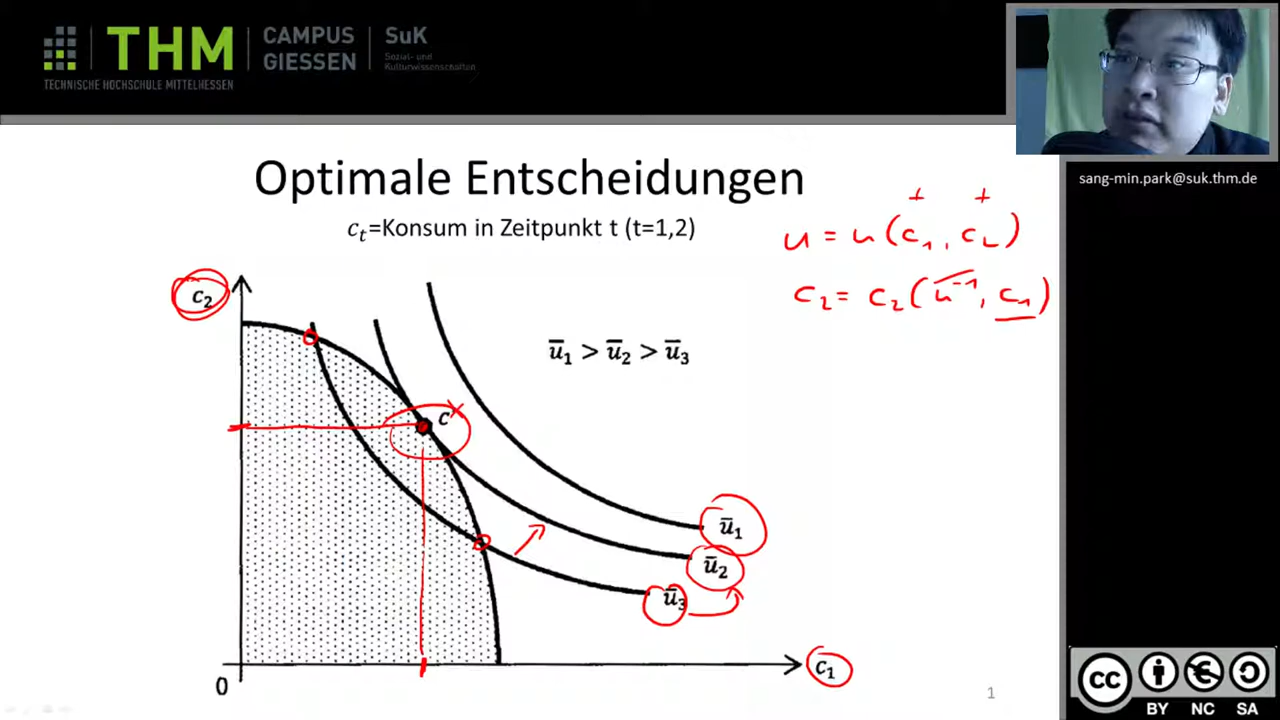 THM
TECHNISCHE HOCHSCHULE MITTELHESSEN
CAMPUS
GIESSEN
SuK
Sozial- und
Kulturwissenschaften
sang-min.park@suk.thm.de
Optimale Entscheidungen
c_t=Konsum in Zeitpunkt t (t=1,2)
+ +
u = u(c₁, c₂)
c₂ = c₂(ū⁻¹, c₁)
c₂
ū₁ > ū₂ > ū₃
c*
ū₁
ū₂
ū₃
c₁
0
1
cc
BY NC SA